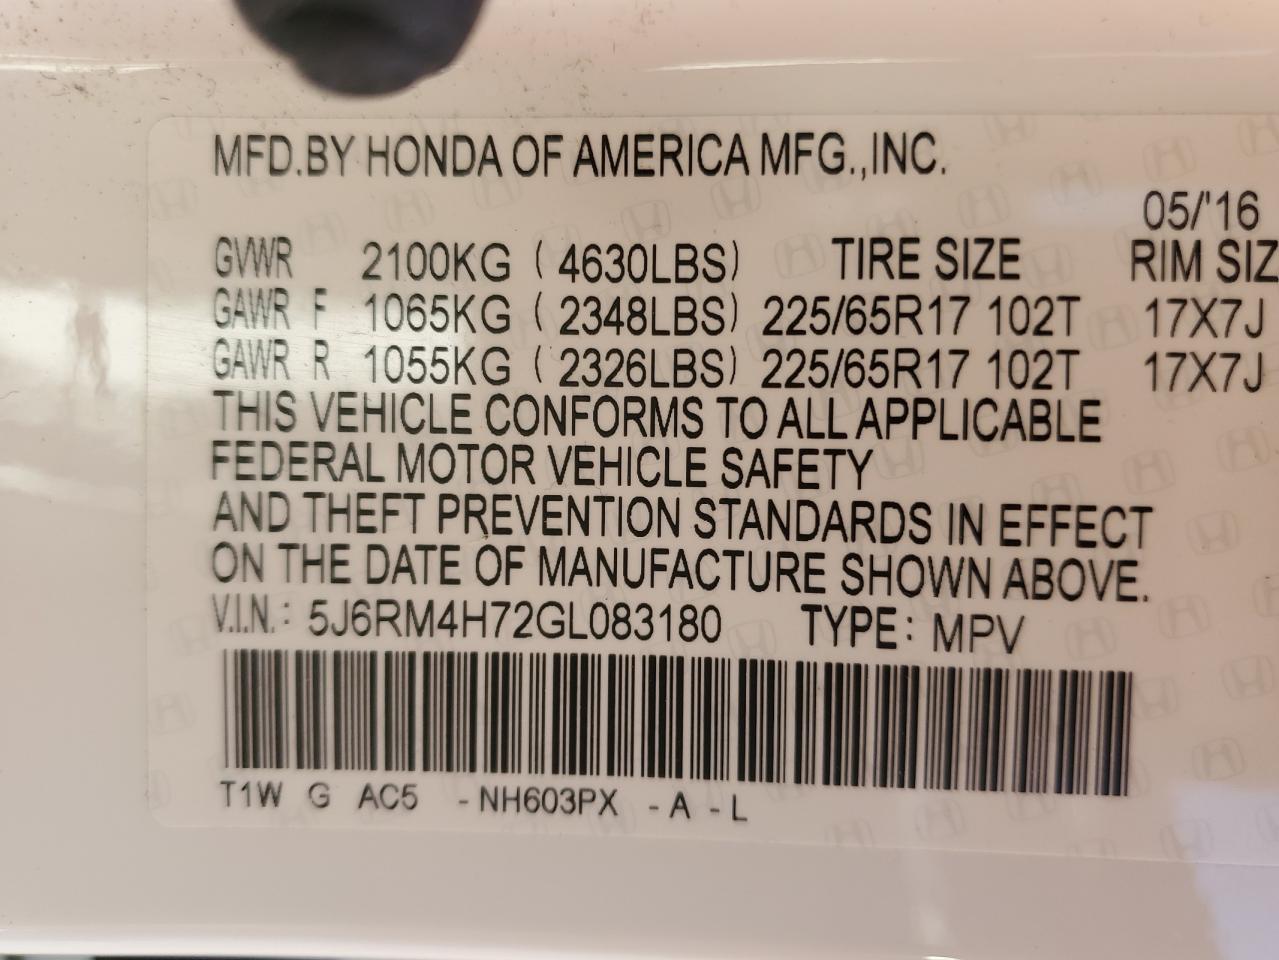 MFD.BY HONDA OF AMERICA MFG.,INC.
05/'16
GVWR 2100KG (4630LBS) TIRE SIZE RIM SIZ
GAWR F 1065KG (2348LBS) 225/65R17 102T 17X7J
GAWR R 1055KG (2326LBS) 225/65R17 102T 17X7J
THIS VEHICLE CONFORMS TO ALL APPLICABLE
FEDERAL MOTOR VEHICLE SAFETY
AND THEFT PREVENTION STANDARDS IN EFFECT
ON THE DATE OF MANUFACTURE SHOWN ABOVE.
V.I.N.: 5J6RM4H72GL083180 TYPE: MPV
T1W G AC5 -NH603PX -A -L